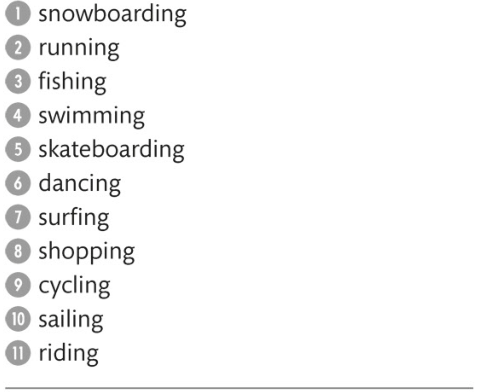 1 snowboarding
2 running
3 fishing
4 swimming
5 skateboarding
6 dancing
7 surfing
8 shopping
9 cycling
10 sailing
11 riding